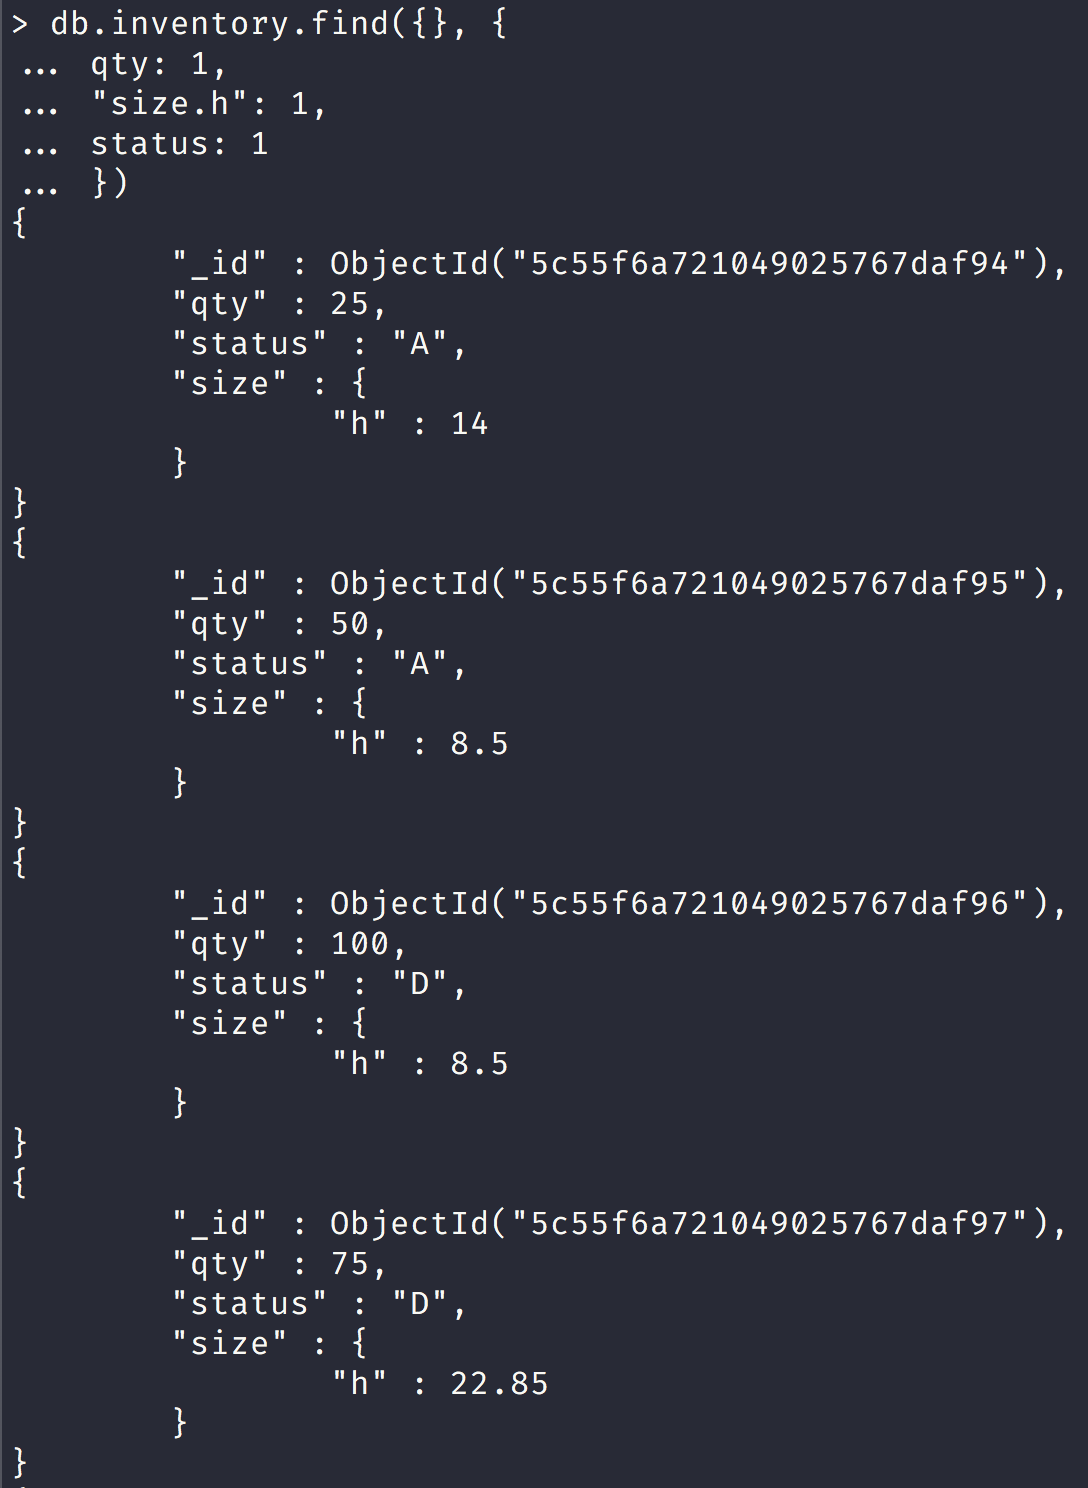 > db.inventory.find({}, {
... qty: 1,
... "size.h": 1,
... status: 1
... })
{
"_id" : ObjectId("5c55f6a721049025767daf94"),
"qty" : 25,
"status" : "A",
"size" : {
"h" : 14
}
}
{
"_id" : ObjectId("5c55f6a721049025767daf95"),
"qty" : 50,
"status" : "A",
"size" : {
"h" : 8.5
}
}
{
"_id" : ObjectId("5c55f6a721049025767daf96"),
"qty" : 100,
"status" : "D",
"size" : {
"h" : 8.5
}
}
{
"_id" : ObjectId("5c55f6a721049025767daf97"),
"qty" : 75,
"status" : "D",
"size" : {
"h" : 22.85
}
}